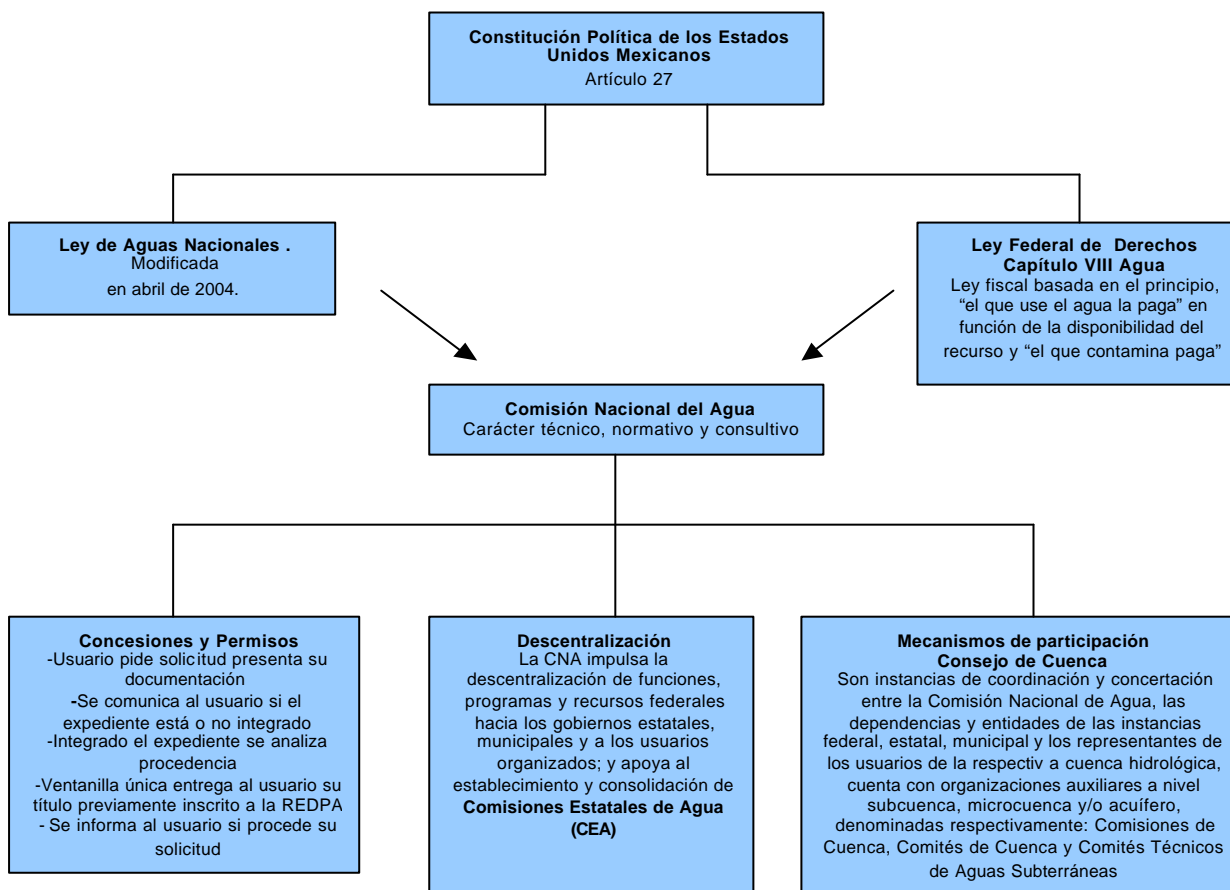 Constitución Política de los Estados
Unidos Mexicanos
Artículo 27
Ley de Aguas Nacionales .
Modificada
en abril de 2004.
Ley Federal de Derechos
Capítulo VIII Agua
Ley fiscal basada en el principio,
“el que use el agua la paga” en
función de la disponibilidad del
recurso y “el que contamina paga”
Comisión Nacional del Agua
Carácter técnico, normativo y consultivo
Concesiones y Permisos
-Usuario pide solicitud presenta su
documentación
-Se comunica al usuario si el
expediente está o no integrado
-Integrado el expediente se analiza
procedencia
-Ventanilla única entrega al usuario su
título previamente inscrito a la REDPA
- Se informa al usuario si procede su
solicitud
Descentralización
La CNA impulsa la
descentralización de funciones,
programas y recursos federales
hacia los gobiernos estatales,
municipales y a los usuarios
organizados; y apoya al
establecimiento y consolidación de
Comisiones Estatales de Agua
(CEA)
Mecanismos de participación
Consejo de Cuenca
Son instancias de coordinación y concertación
entre la Comisión Nacional de Agua, las
dependencias y entidades de las instancias
federal, estatal, municipal y los representantes de
los usuarios de la respectiv a cuenca hidrológica,
cuenta con organizaciones auxiliares a nivel
subcuenca, microcuenca y/o acuífero,
denominadas respectivamente: Comisiones de
Cuenca, Comités de Cuenca y Comités Técnicos
de Aguas Subterráneas